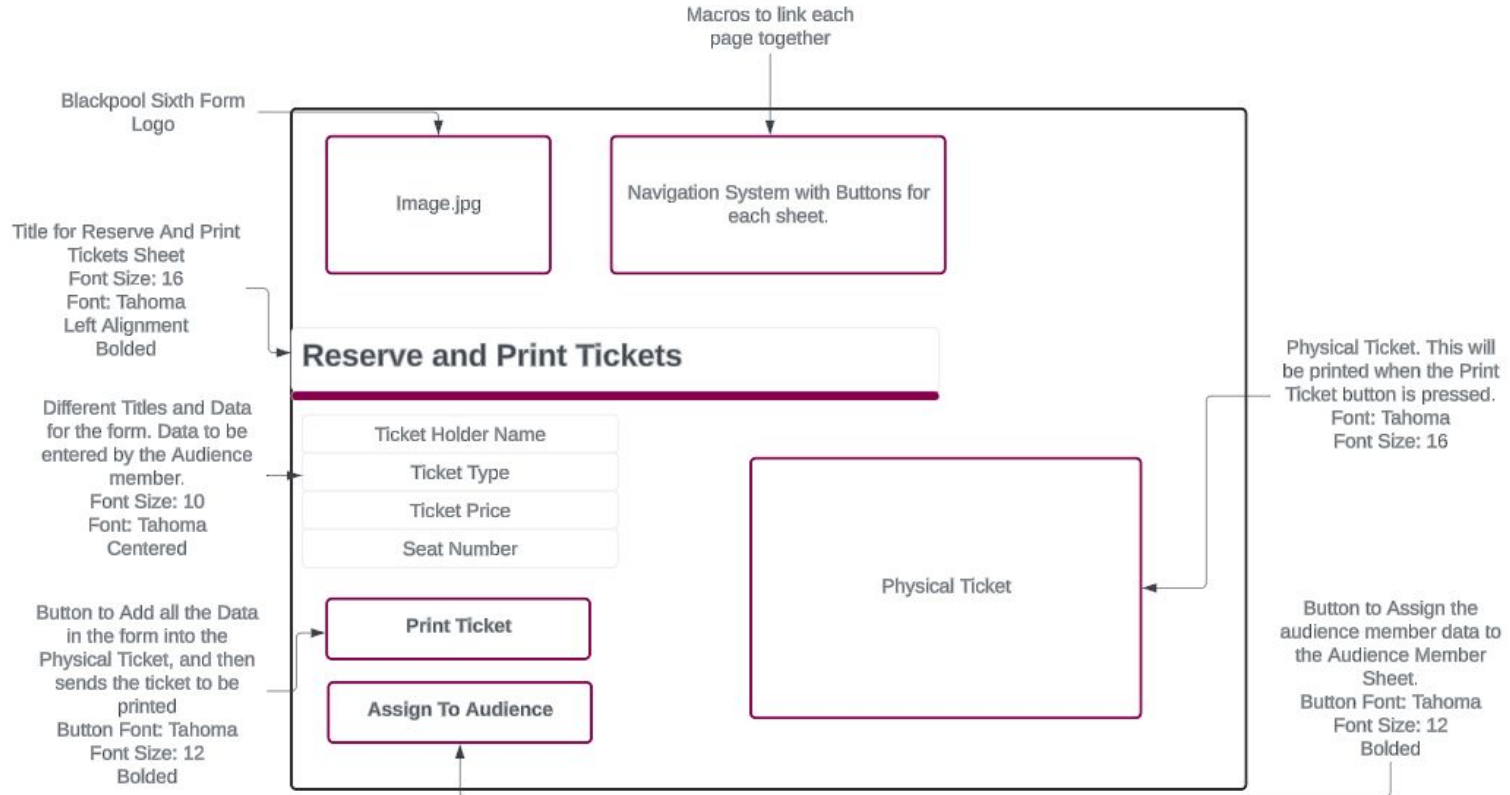 Macros to link each
page together
Blackpool Sixth Form
Logo
Image.jpg
Navigation System with Buttons for
each sheet.
Title for Reserve And Print
Tickets Sheet
Font Size: 16
Font: Tahoma
Left Alignment
Bolded
Reserve and Print Tickets
Different Titles and Data
for the form. Data to be
entered by the Audience
member.
Font Size: 10
Font: Tahoma
Centered
Ticket Holder Name
Ticket Type
Ticket Price
Seat Number
Physical Ticket. This will
be printed when the Print
Ticket button is pressed.
Font: Tahoma
Font Size: 16
Physical Ticket
Button to Add all the Data
in the form into the
Physical Ticket, and then
sends the ticket to be
printed
Button Font: Tahoma
Font Size: 12
Bolded
Print Ticket
Assign To Audience
Button to Assign the
audience member data to
the Audience Member
Sheet.
Button Font: Tahoma
Font Size: 12
Bolded